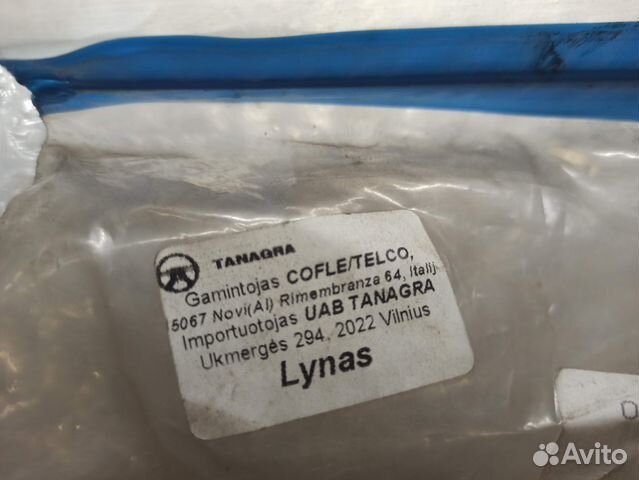 TANAGRA
Gamintojas COFLE/TELCO,
5067 Novi(Al) Rimembranza 64, Italij
Importuotojas UAB TANAGRA
Ukmergės 294, 2022 Vilnius
Lynas
Avito